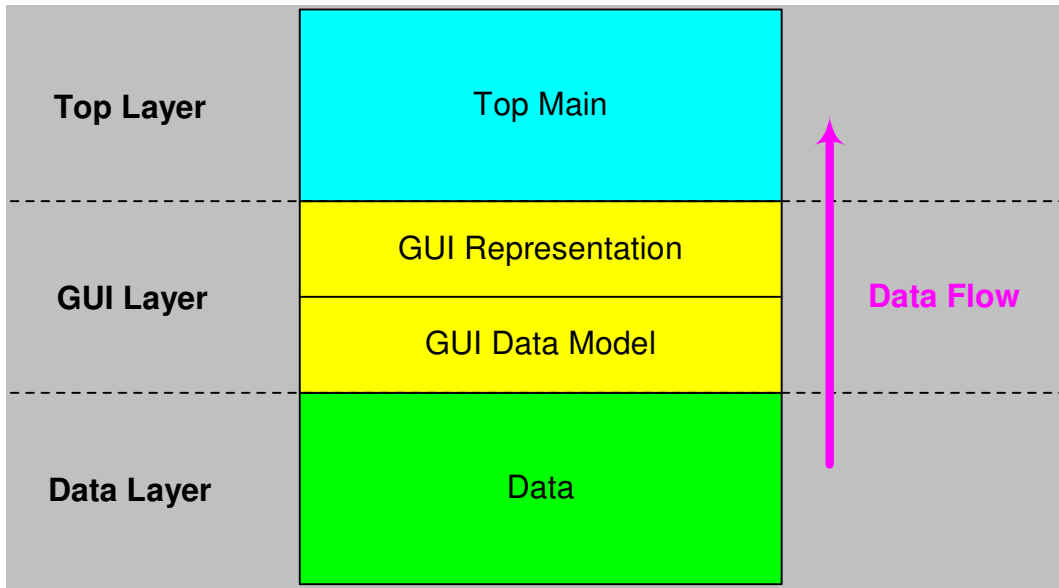 Top Layer
Top Main
GUI Representation
GUI Layer
Data Flow
GUI Data Model
Data Layer
Data